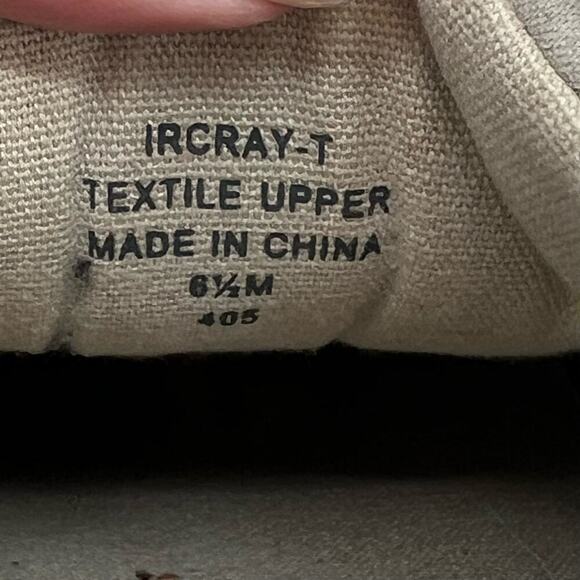 IRCRAY-T
TEXTILE UPPER
MADE IN CHINA
6½M
405